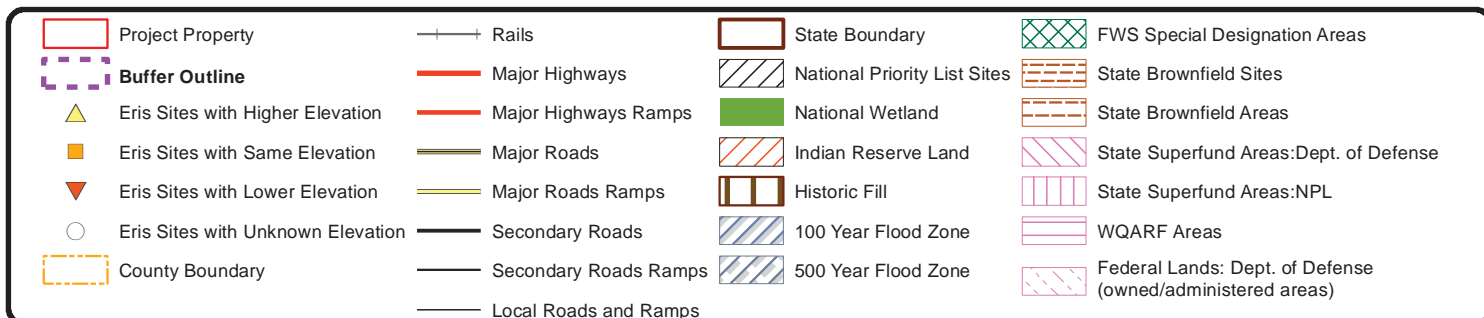 Project Property
Buffer Outline
Eris Sites with Higher Elevation
Eris Sites with Same Elevation
Eris Sites with Lower Elevation
Eris Sites with Unknown Elevation
County Boundary
Rails
Major Highways
Major Highways Ramps
Major Roads
Major Roads Ramps
Secondary Roads
Secondary Roads Ramps
Local Roads and Ramps
State Boundary
National Priority List Sites
National Wetland
Indian Reserve Land
Historic Fill
100 Year Flood Zone
500 Year Flood Zone
FWS Special Designation Areas
State Brownfield Sites
State Brownfield Areas
State Superfund Areas:Dept. of Defense
State Superfund Areas:NPL
WQARF Areas
Federal Lands: Dept. of Defense
(owned/administered areas)